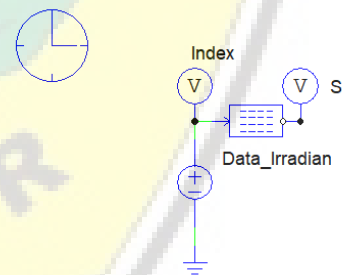 Index
V
V S
+
−
Data_Irradian
R